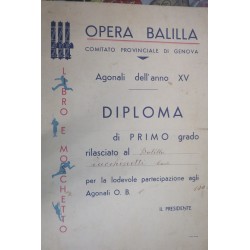 OPERA BALILLA
COMITATO PROVINCIALE DI GENOVA
Agonali dell'anno XV
DIPLOMA
di PRIMO grado
rilasciato al Balilla
per la lodevole partecipazione agli
Agonali O. B.
IL PRESIDENTE
LIBRO E MOSCHETTO